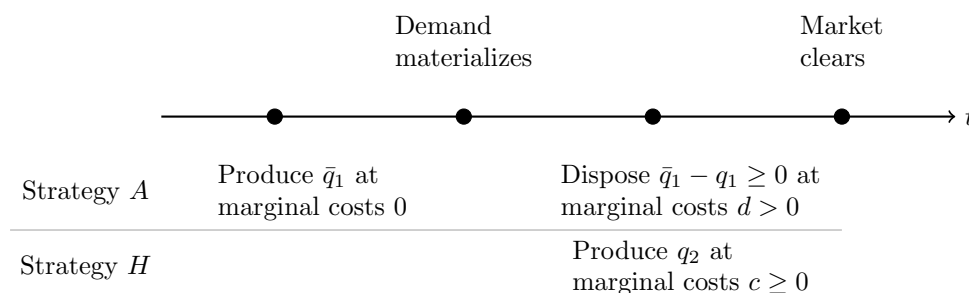 Demand
materializes
Market
clears
t
Strategy A
Produce q̄₁ at
marginal costs 0
Dispose q̄₁ − q₁ ≥ 0 at
marginal costs d > 0
Strategy H
Produce q₂ at
marginal costs c ≥ 0